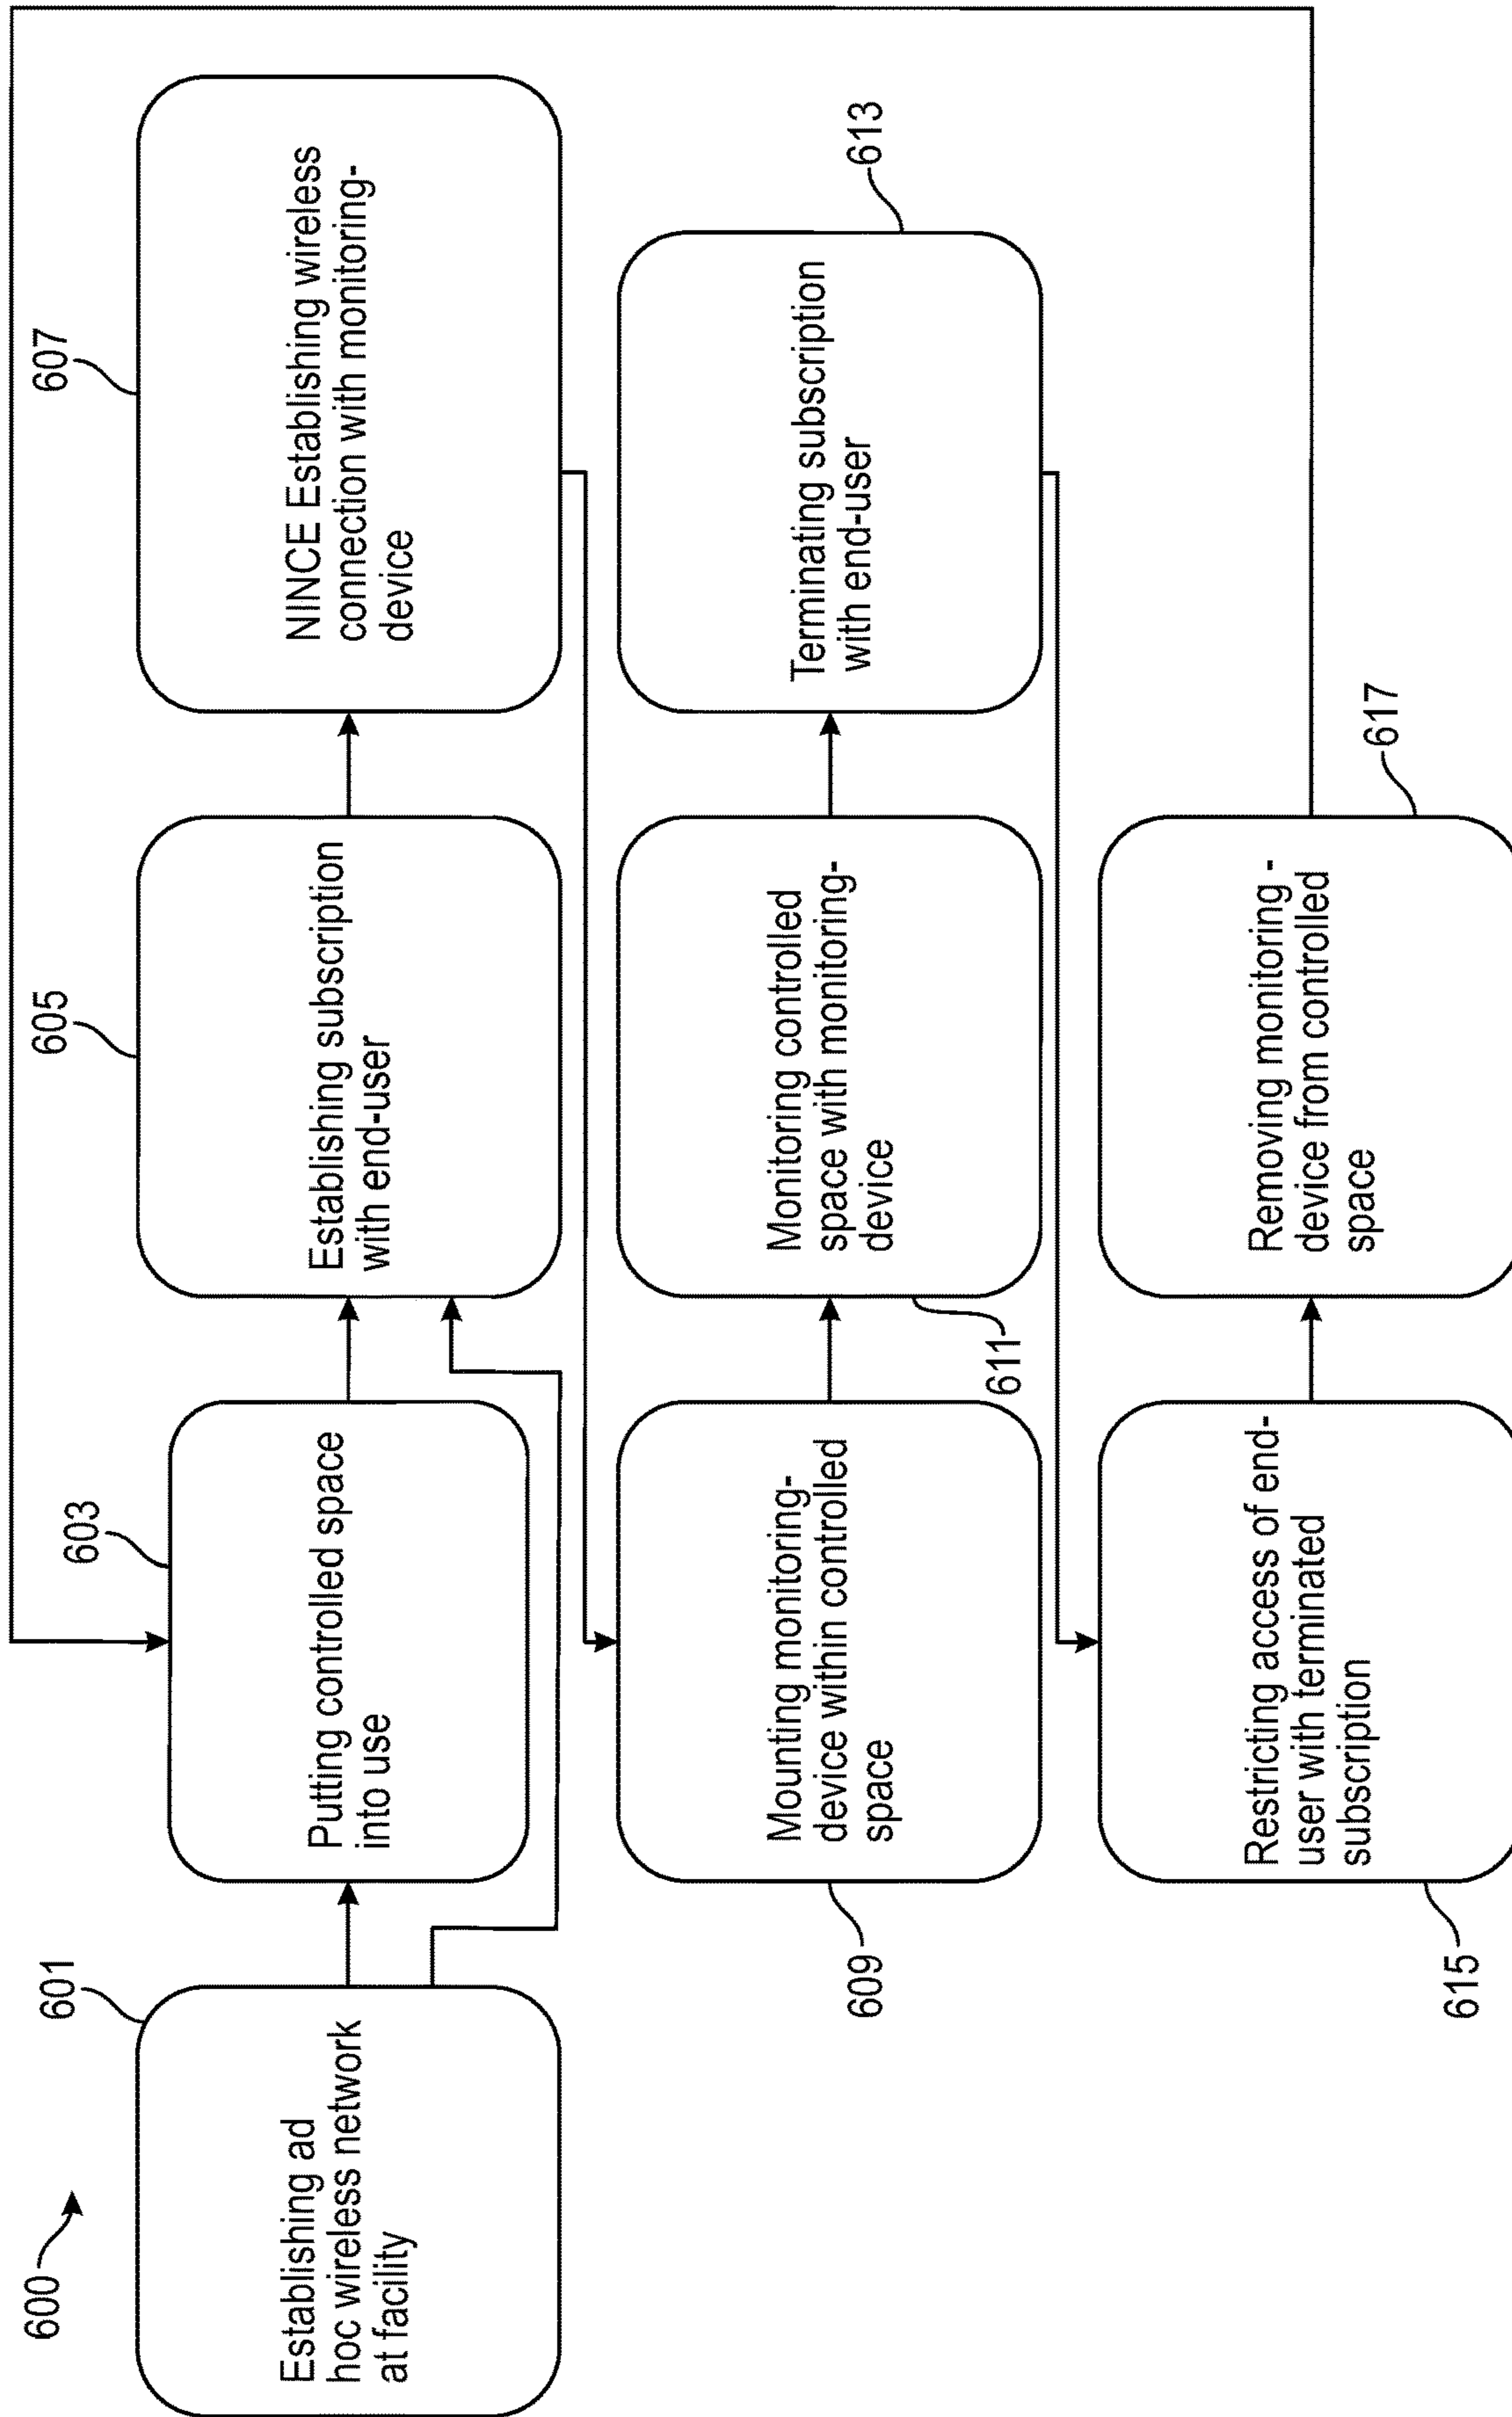 600
601
Establishing ad
hoc wireless network
at facility
603
Putting controlled space
into use
605
Establishing subscription
with end-user
607
NINCE Establishing wireless
connection with monitoring-
device
609
Mounting monitoring-
device within controlled
space
611
Monitoring controlled
space with monitoring-
device
613
Terminating subscription
with end-user
615
Restricting access of end-
user with terminated
subscription
617
Removing monitoring -
device from controlled
space